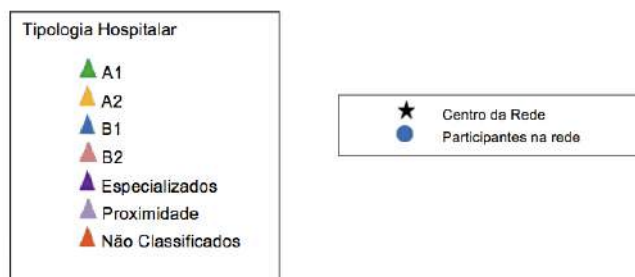 Tipologia Hospitalar
A1
A2
B1
B2
Especializados
Proximidade
Não Classificados
Centro da Rede
Participantes na rede